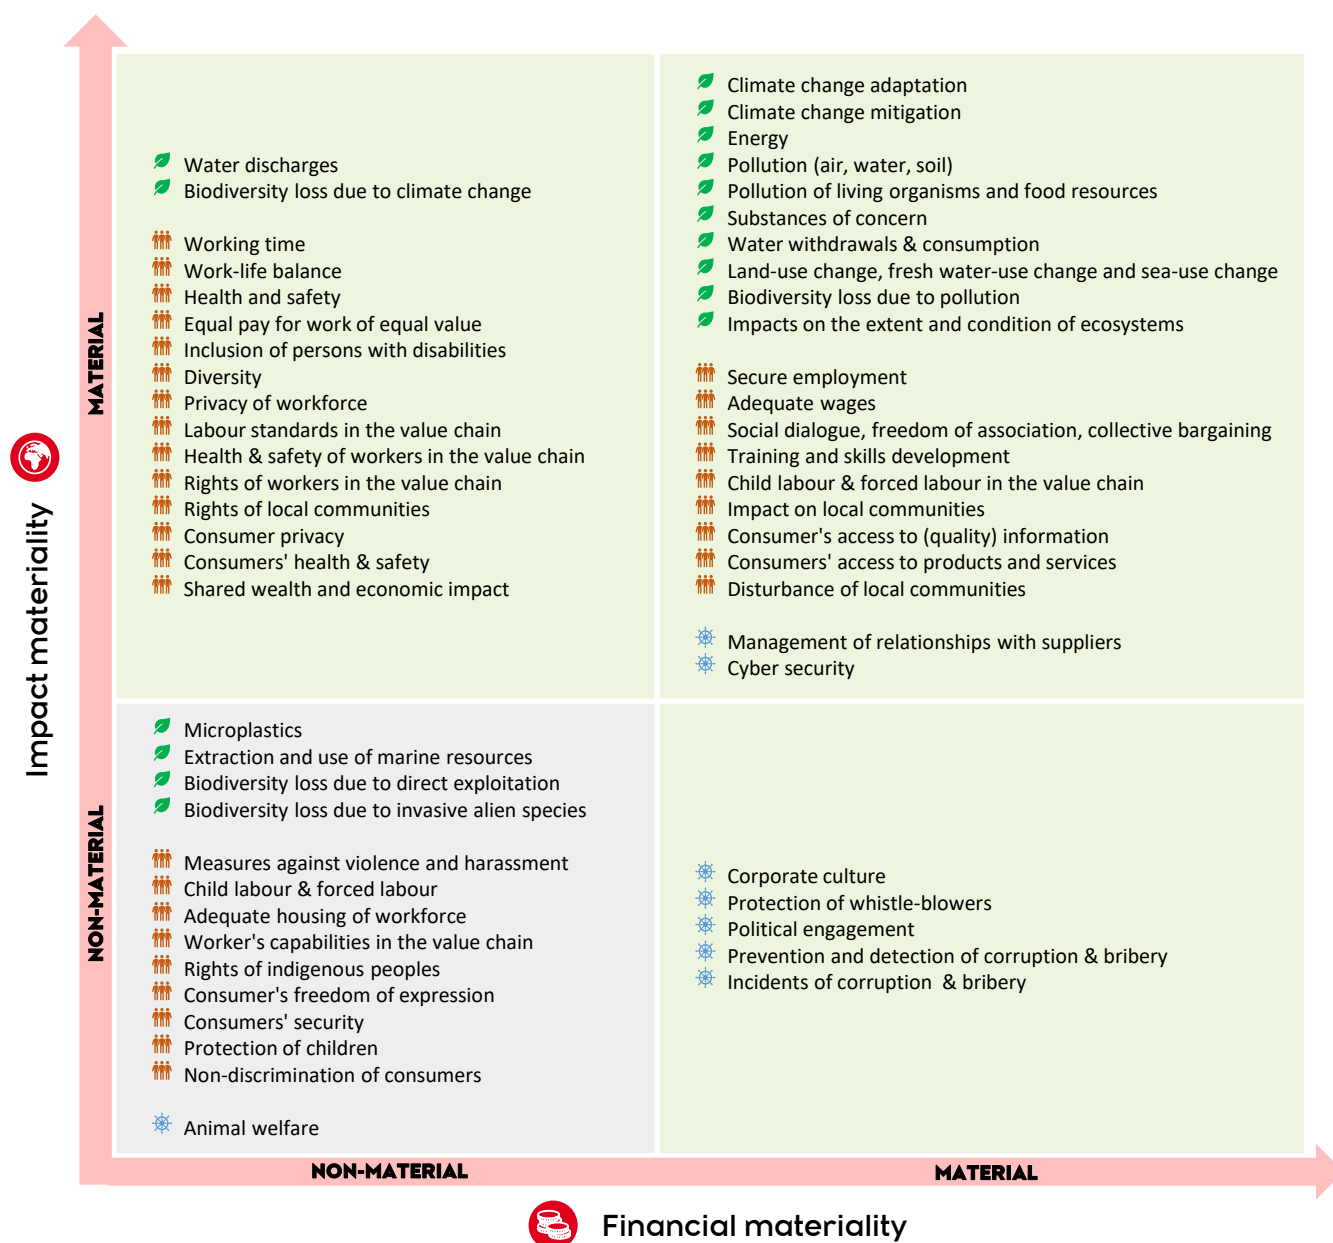 Impact materiality
MATERIAL
NON-MATERIAL
Water discharges
Biodiversity loss due to climate change
Working time
Work-life balance
Health and safety
Equal pay for work of equal value
Inclusion of persons with disabilities
Diversity
Privacy of workforce
Labour standards in the value chain
Health & safety of workers in the value chain
Rights of workers in the value chain
Rights of local communities
Consumer privacy
Consumers' health & safety
Shared wealth and economic impact
Climate change adaptation
Climate change mitigation
Energy
Pollution (air, water, soil)
Pollution of living organisms and food resources
Substances of concern
Water withdrawals & consumption
Land-use change, fresh water-use change and sea-use change
Biodiversity loss due to pollution
Impacts on the extent and condition of ecosystems
Secure employment
Adequate wages
Social dialogue, freedom of association, collective bargaining
Training and skills development
Child labour & forced labour in the value chain
Impact on local communities
Consumer's access to (quality) information
Consumers' access to products and services
Disturbance of local communities
Management of relationships with suppliers
Cyber security
Microplastics
Extraction and use of marine resources
Biodiversity loss due to direct exploitation
Biodiversity loss due to invasive alien species
Measures against violence and harassment
Child labour & forced labour
Adequate housing of workforce
Worker's capabilities in the value chain
Rights of indigenous peoples
Consumer's freedom of expression
Consumers' security
Protection of children
Non-discrimination of consumers
Animal welfare
Corporate culture
Protection of whistle-blowers
Political engagement
Prevention and detection of corruption & bribery
Incidents of corruption & bribery
NON-MATERIAL
MATERIAL
Financial materiality